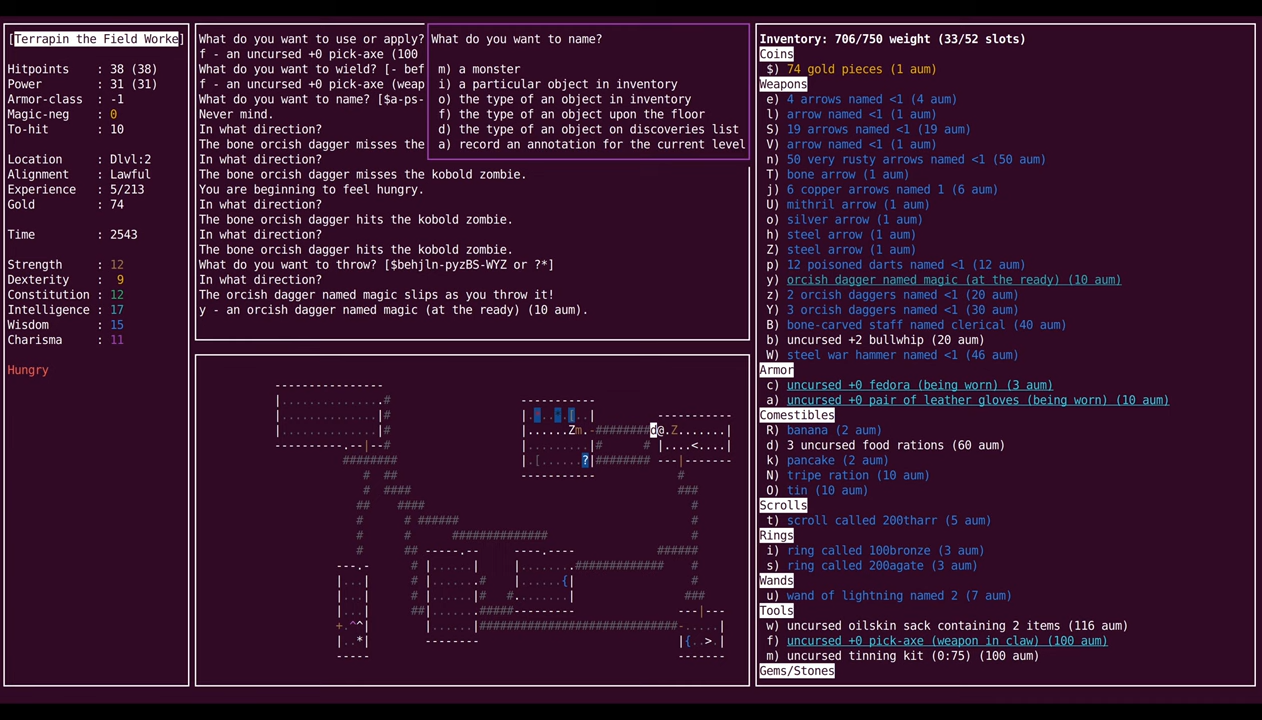 [Terrapin the Field Worke]
Hitpoints : 38 (38)
Power : 31 (31)
Armor-class : -1
Magic-neg : 0
To-hit : 10
Location : Dlvl:2
Alignment : Lawful
Experience : 5/213
Gold : 74
Time : 2543
Strength : 12
Dexterity : 9
Constitution : 12
Intelligence : 17
Wisdom : 15
Charisma : 11
Hungry
What do you want to use or apply?
f - an uncursed +0 pick-axe (100
What do you want to wield? [- bef
f - an uncursed +0 pick-axe (weap
What do you want to name? [$a-ps-
Never mind.
In what direction?
The bone orcish dagger misses the
In what direction?
The bone orcish dagger misses the kobold zombie.
You are beginning to feel hungry.
In what direction?
The bone orcish dagger hits the kobold zombie.
In what direction?
The bone orcish dagger hits the kobold zombie.
What do you want to throw? [$behjln-pyzBS-WYZ or ?*]
In what direction?
The orcish dagger named magic slips as you throw it!
y - an orcish dagger named magic (at the ready) (10 aum).
What do you want to name?
m) a monster
i) a particular object in inventory
o) the type of an object in inventory
f) the type of an object upon the floor
d) the type of an object on discoveries list
a) record an annotation for the current level
Inventory: 706/750 weight (33/52 slots)
Coins
$) 74 gold pieces (1 aum)
Weapons
e) 4 arrows named <1 (4 aum)
l) arrow named <1 (1 aum)
S) 19 arrows named <1 (19 aum)
V) arrow named <1 (1 aum)
n) 50 very rusty arrows named <1 (50 aum)
T) bone arrow (1 aum)
j) 6 copper arrows named 1 (6 aum)
U) mithril arrow (1 aum)
o) silver arrow (1 aum)
h) steel arrow (1 aum)
Z) steel arrow (1 aum)
p) 12 poisoned darts named <1 (12 aum)
y) orcish dagger named magic (at the ready) (10 aum)
z) 2 orcish daggers named <1 (20 aum)
Y) 3 orcish daggers named <1 (30 aum)
B) bone-carved staff named clerical (40 aum)
b) uncursed +2 bullwhip (20 aum)
W) steel war hammer named <1 (46 aum)
Armor
c) uncursed +0 fedora (being worn) (3 aum)
a) uncursed +0 pair of leather gloves (being worn) (10 aum)
Comestibles
R) banana (2 aum)
d) 3 uncursed food rations (60 aum)
k) pancake (2 aum)
N) tripe ration (10 aum)
O) tin (10 aum)
Scrolls
t) scroll called 200tharr (5 aum)
Rings
i) ring called 100bronze (3 aum)
s) ring called 200agate (3 aum)
Wands
u) wand of lightning named 2 (7 aum)
Tools
w) uncursed oilskin sack containing 2 items (116 aum)
f) uncursed +0 pick-axe (weapon in claw) (100 aum)
m) uncursed tinning kit (0:75) (100 aum)
Gems/Stones